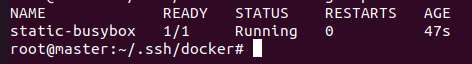 NAME READY STATUS RESTARTS AGE
static-busybox 1/1 Running 0 47s
root@master:~/.ssh/docker#